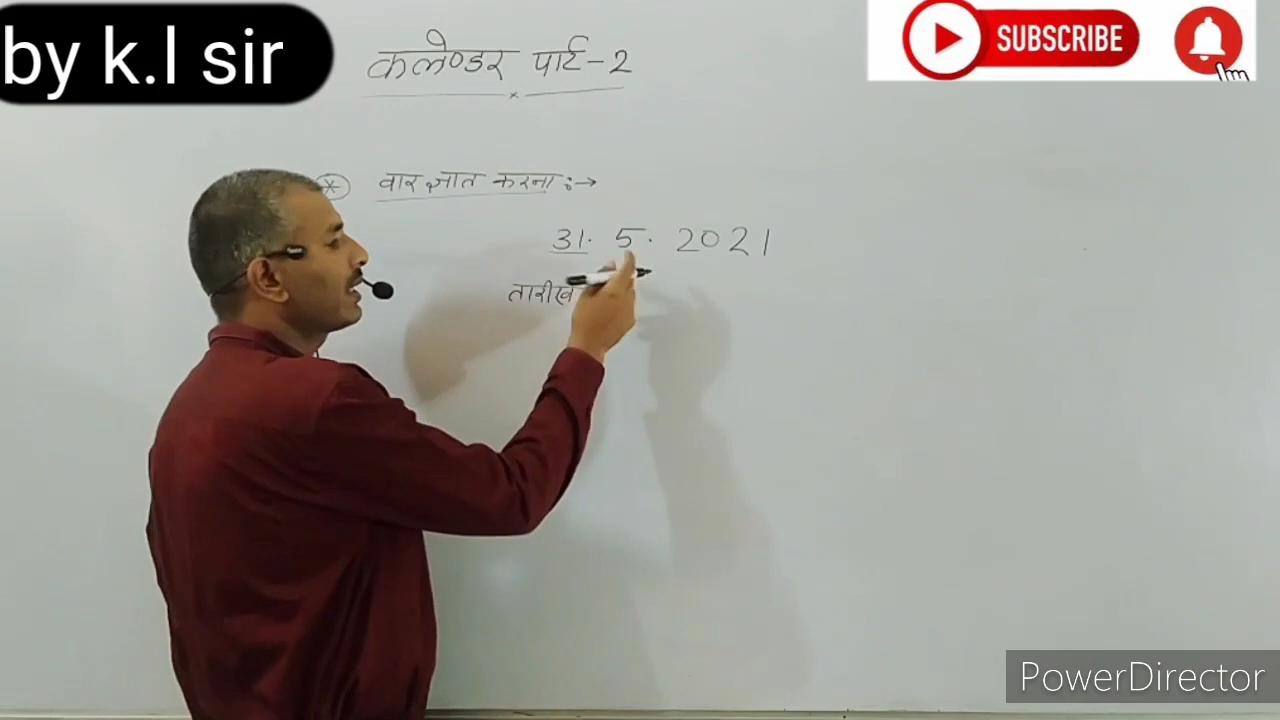 by k.l sir
SUBSCRIBE
कलेण्डर पार्ट-2
* वार ज्ञात करना :→
31. 5. 2021
तारीख
PowerDirector